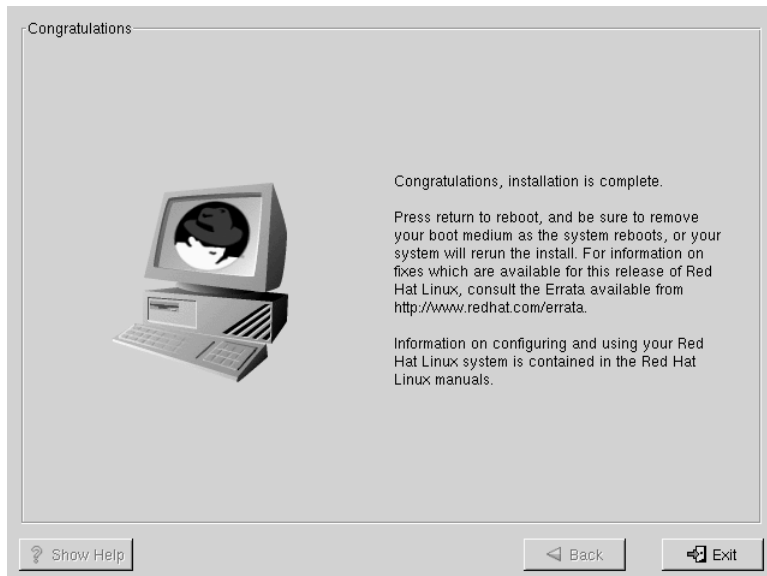 Congratulations
Congratulations, installation is complete.
Press return to reboot, and be sure to remove
your boot medium as the system reboots, or your
system will rerun the install. For information on
fixes which are available for this release of Red
Hat Linux, consult the Errata available from
http://www.redhat.com/errata.
Information on configuring and using your Red
Hat Linux system is contained in the Red Hat
Linux manuals.
? Show Help
Back
Exit